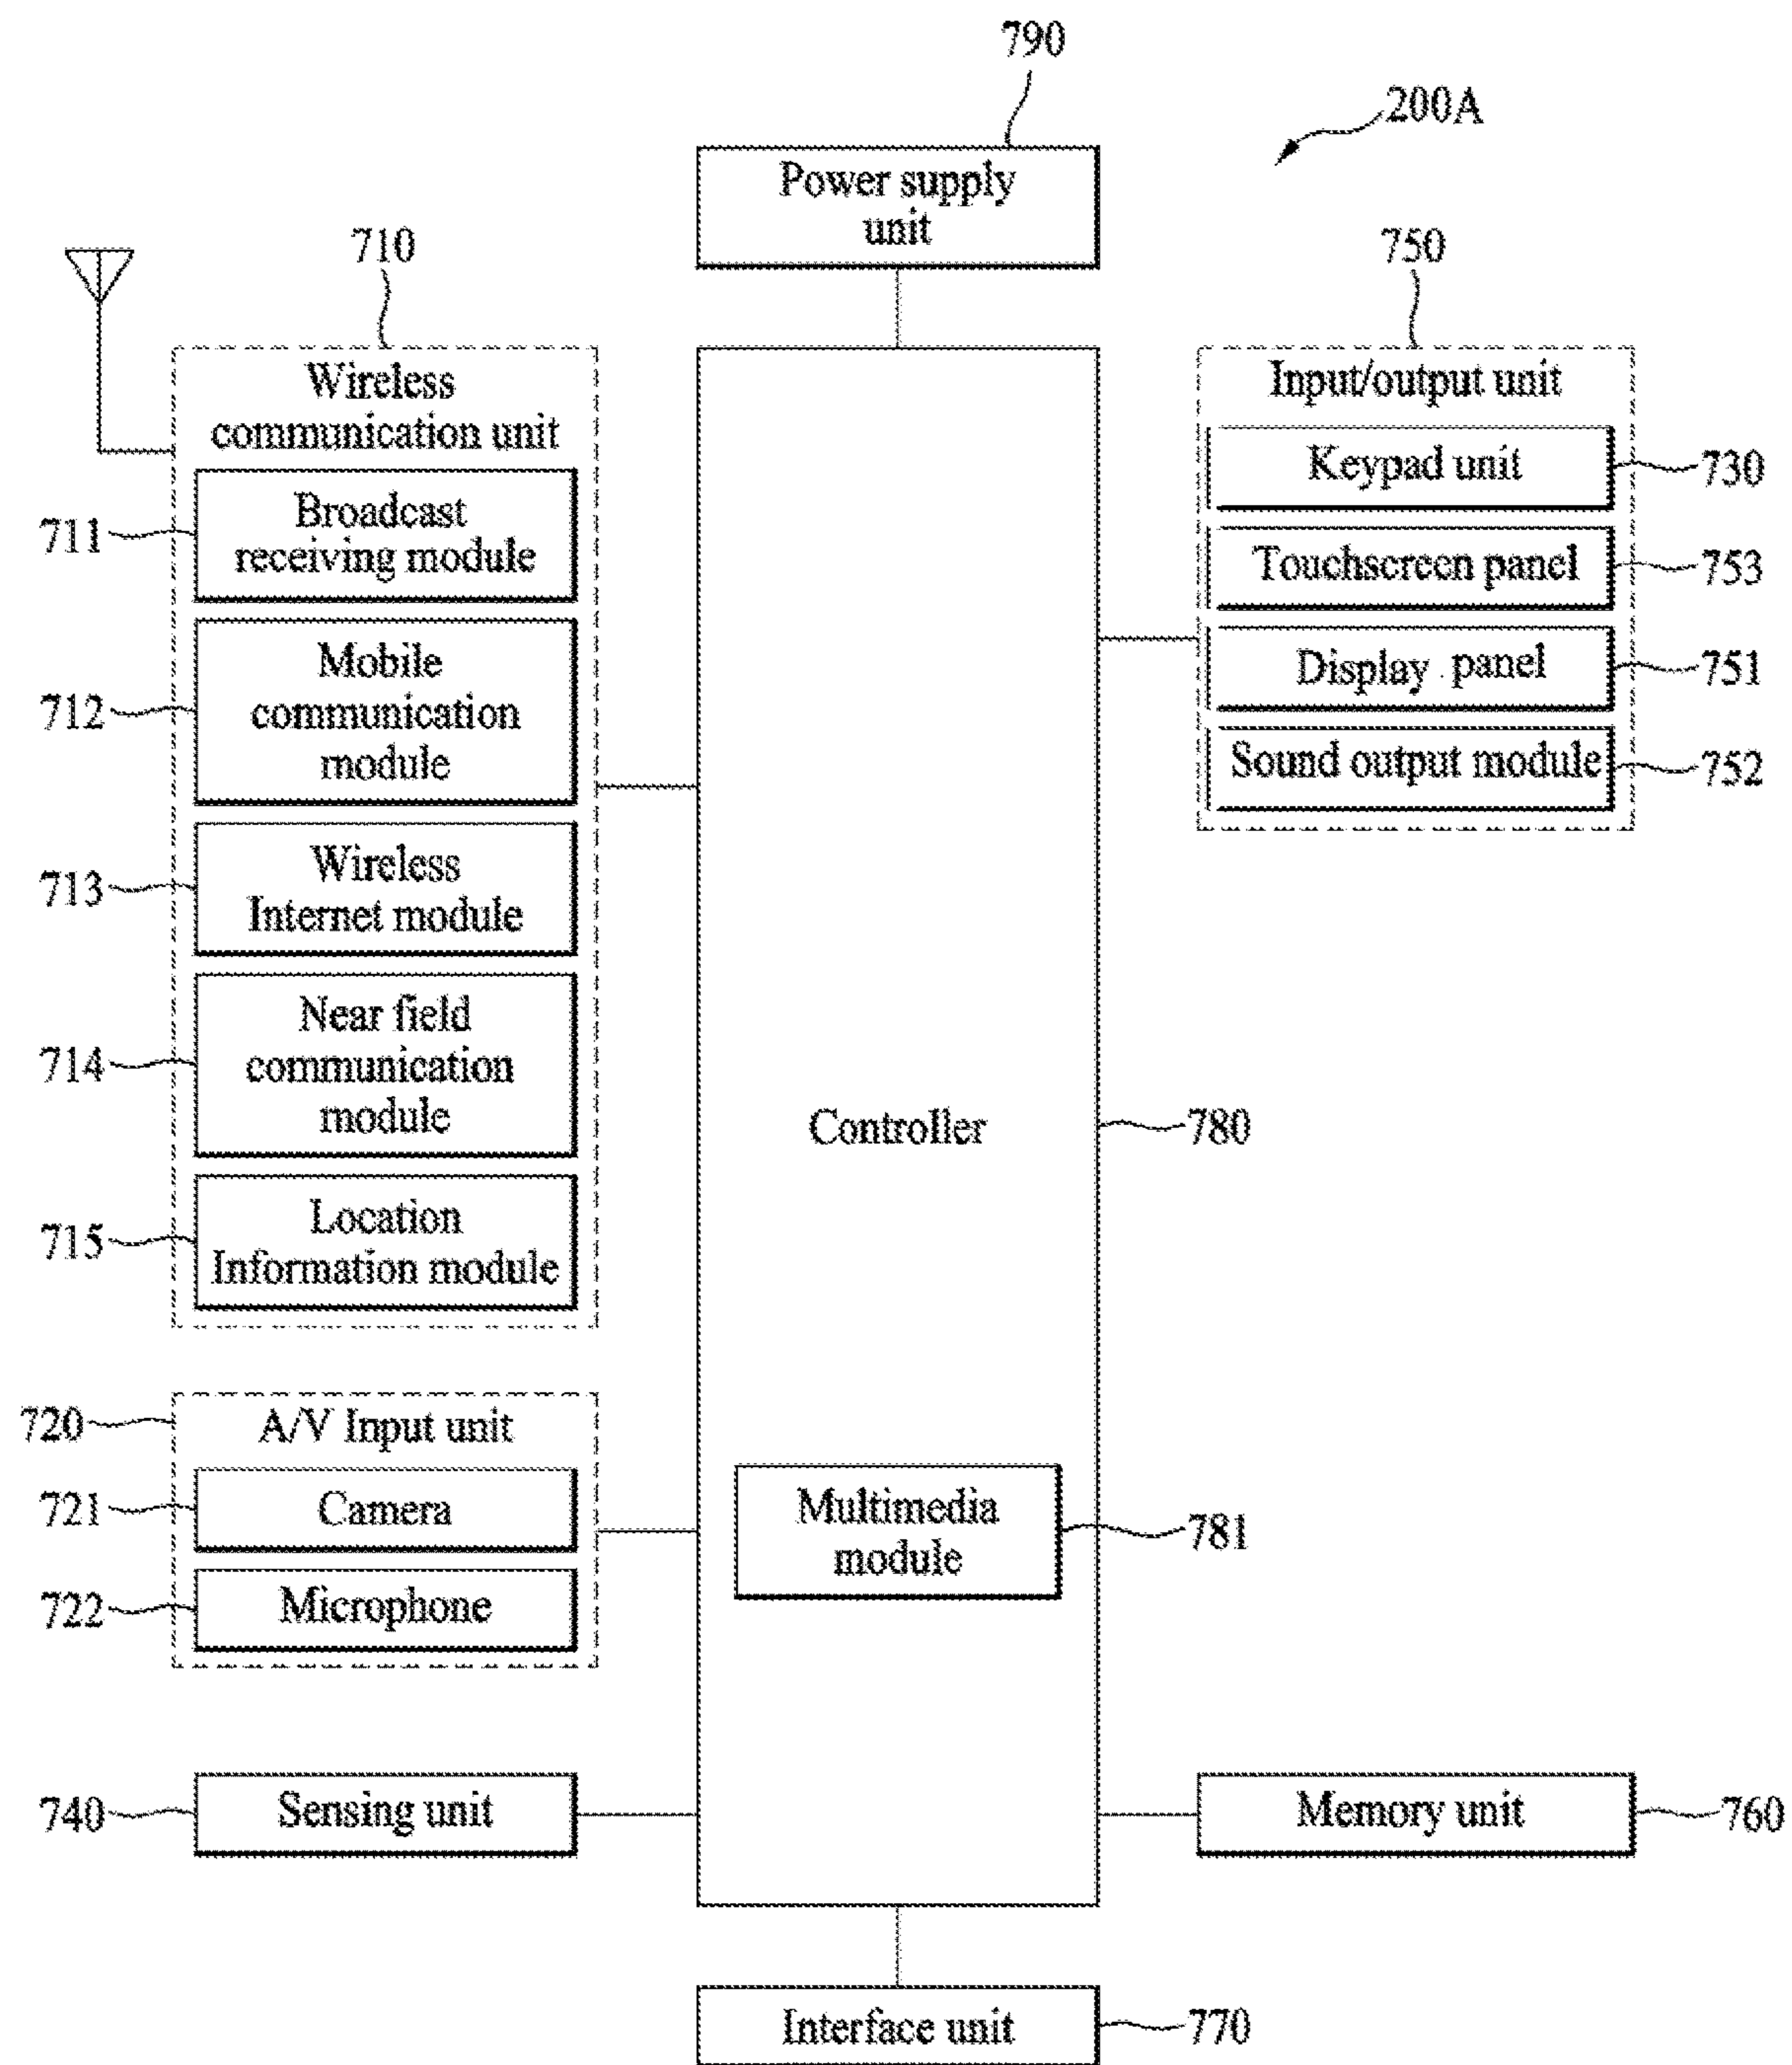 790
200A
Power supply
unit
710
Wireless
communication unit
711
Broadcast
receiving module
712
Mobile
communication
module
713
Wireless
Internet module
714
Near field
communication
module
715
Location
Information module
720
A/V Input unit
721
Camera
722
Microphone
740
Sensing unit
Controller
780
Multimedia
module
781
750
Input/output unit
Keypad unit
730
Touchscreen panel
753
Display panel
751
Sound output module
752
Memory unit
760
Interface unit
770